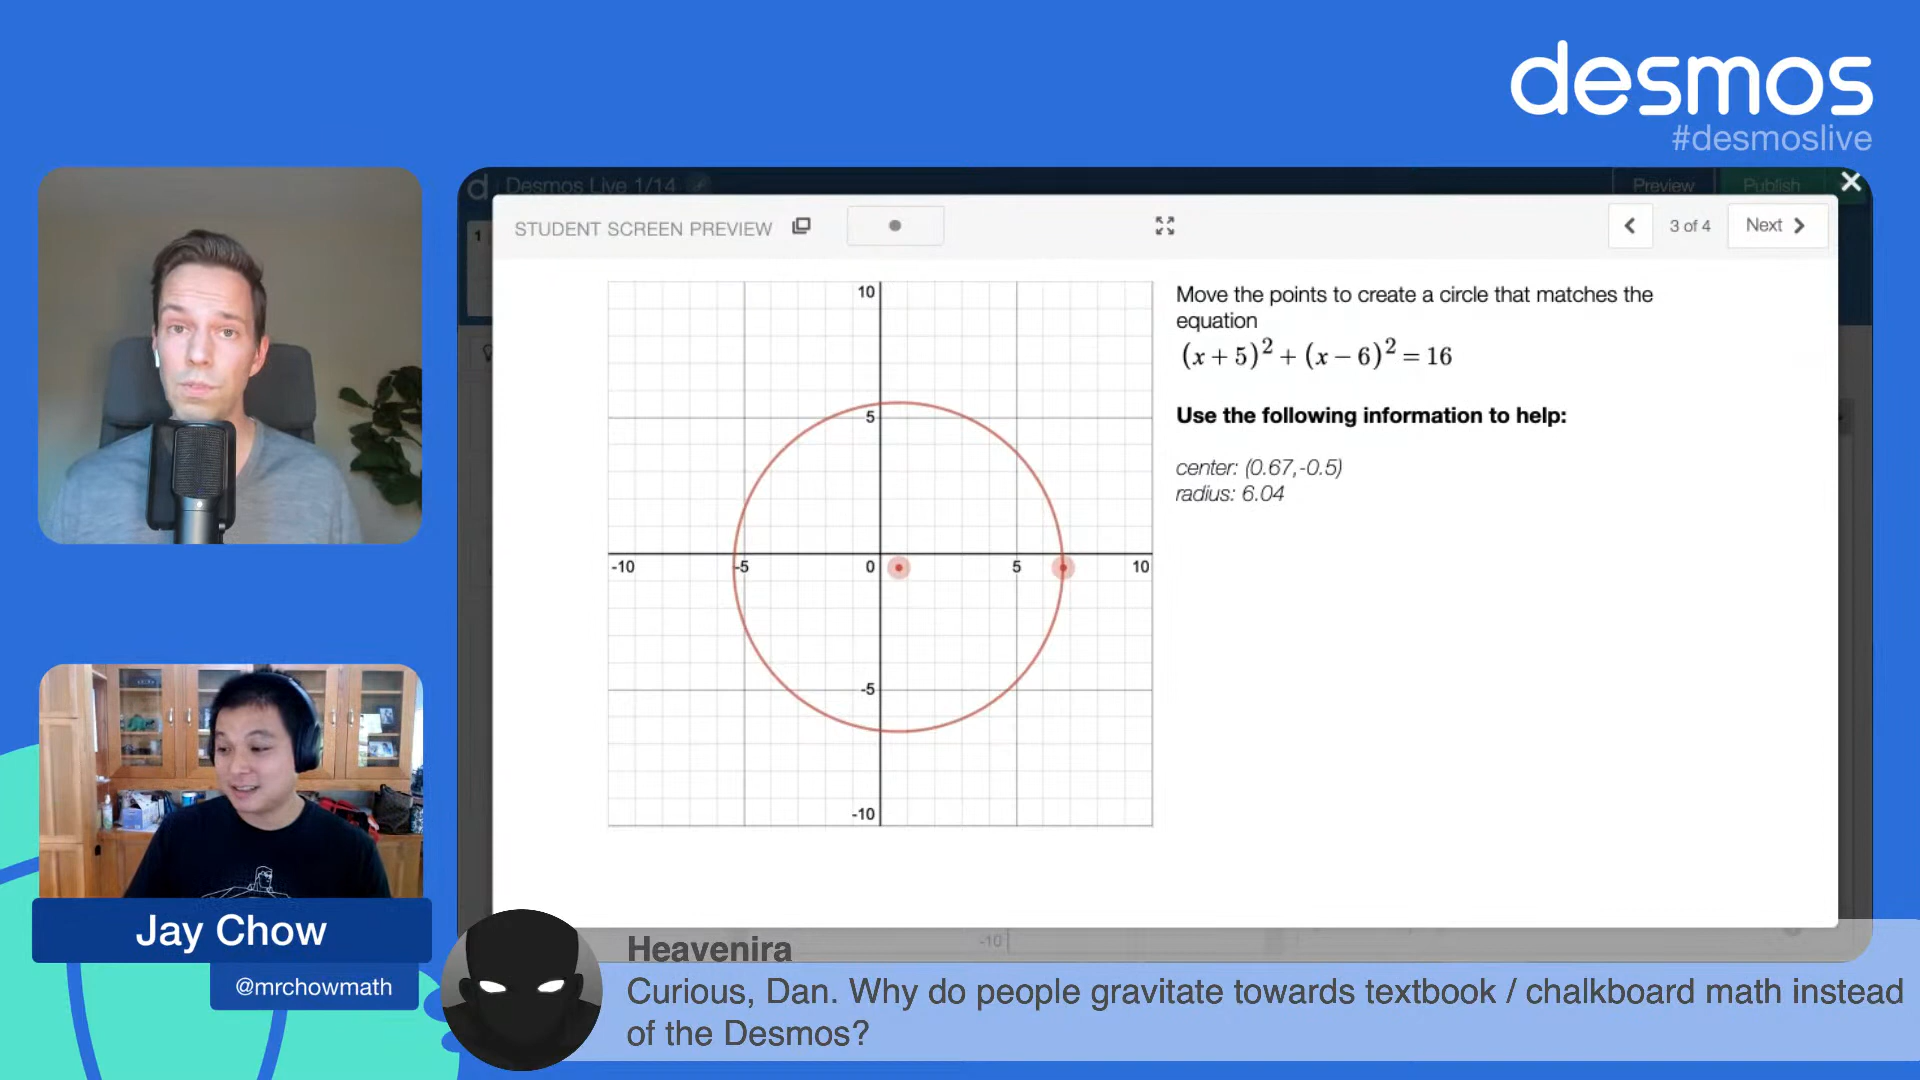 desmos
#desmoslive
Desmos Live 1/14
Preview
Publish
1
STUDENT SCREEN PREVIEW
3 of 4
Next
10
5
-10
-5
0
5
10
-5
-10
Move the points to create a circle that matches the
equation
(x + 5)² + (x − 6)² = 16
Use the following information to help:
center: (0.67,-0.5)
radius: 6.04
Jay Chow
@mrchowmath
-10
Heavenira
Curious, Dan. Why do people gravitate towards textbook / chalkboard math instead
of the Desmos?